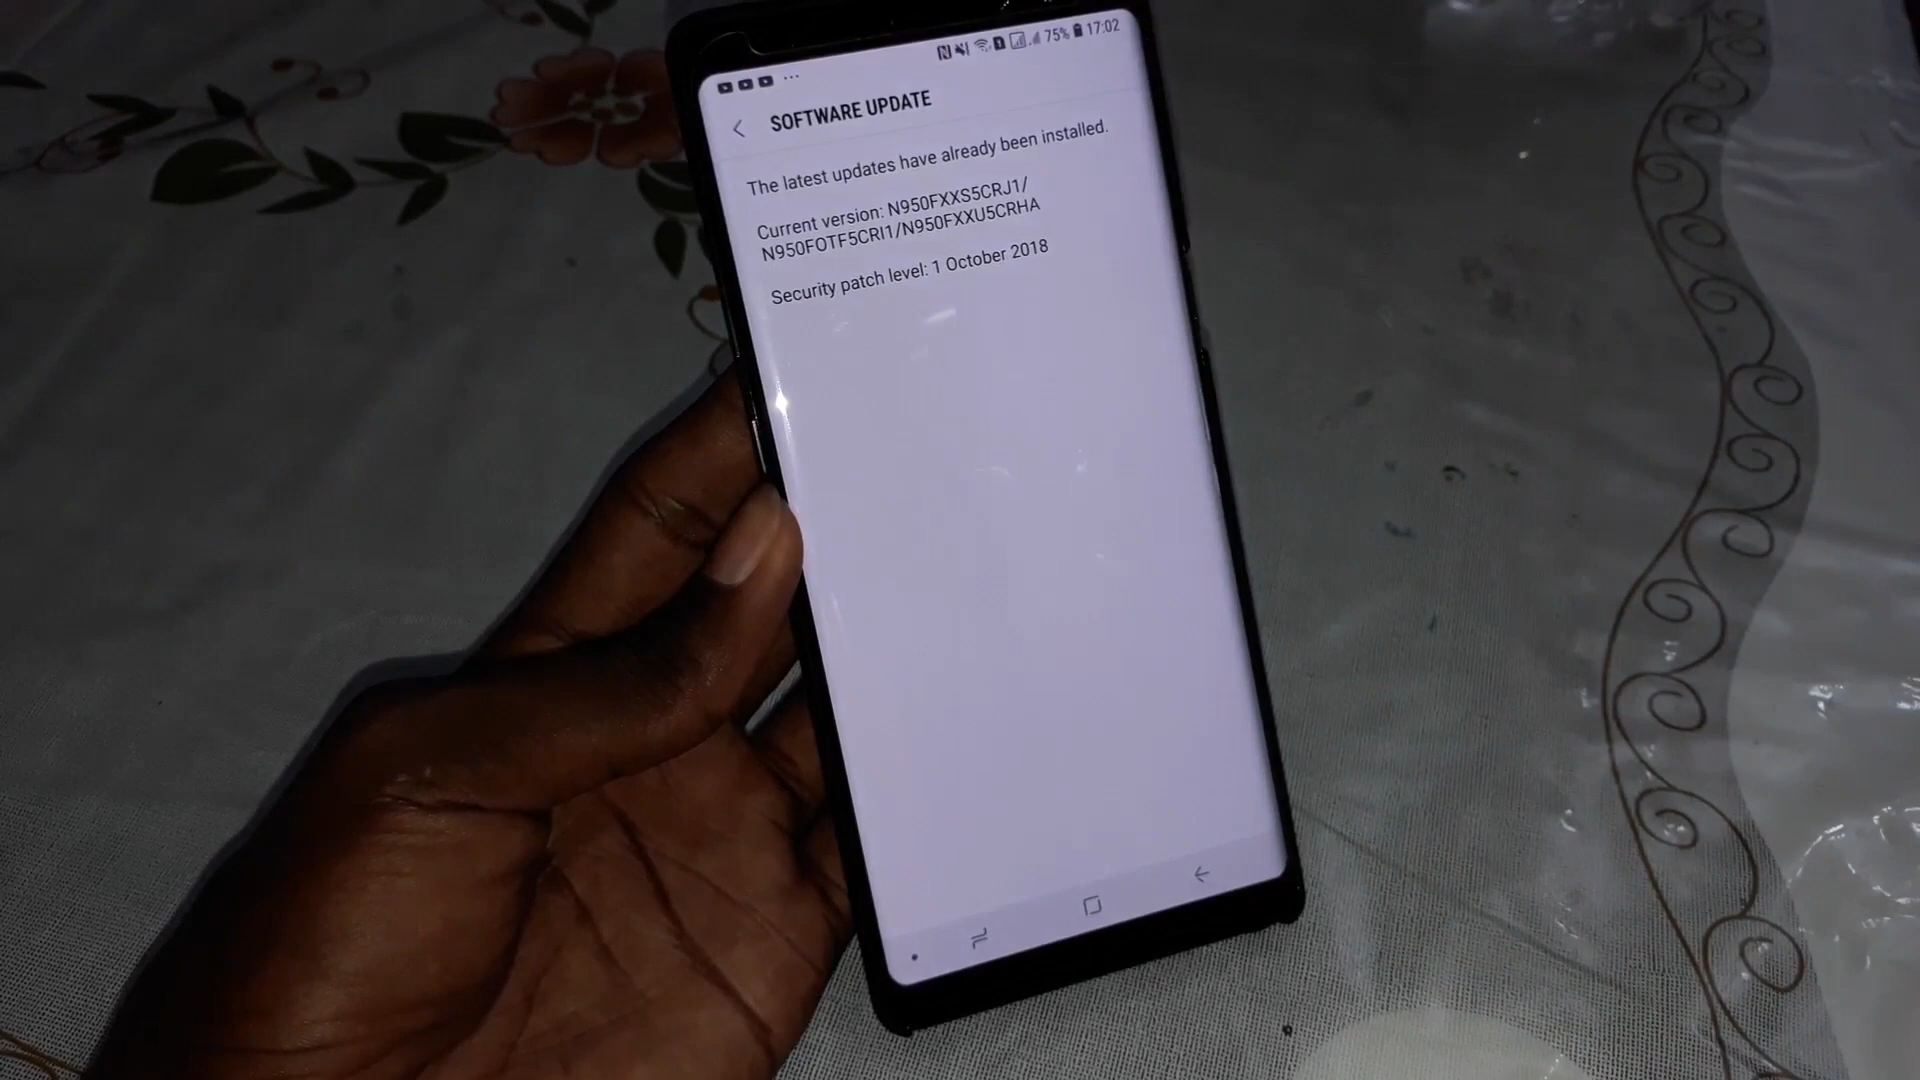 75% 17:02
SOFTWARE UPDATE
The latest updates have already been installed.
Current version: N950FXXS5CRJ1/
N950FOTF5CRI1/N950FXXU5CRHA
Security patch level: 1 October 2018